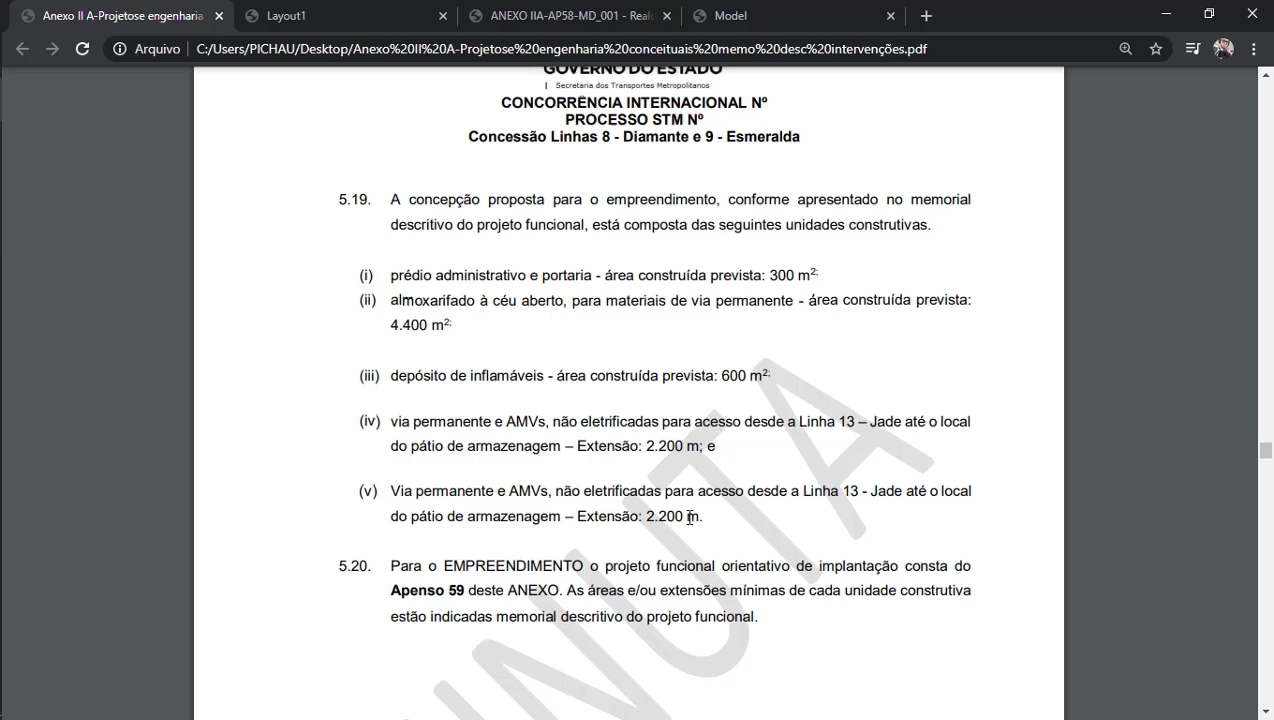 Anexo II A-Projetose engenharia
Layout1
ANEXO IIA-AP58-MD_001 - Realc
Model
Arquivo
C:/Users/PICHAU/Desktop/Anexo%20II%20A-Projetose%20engenharia%20conceituais%20memo%20desc%20intervenções.pdf
GOVERNO DO ESTADO
Secretaria dos Transportes Metropolitanos
CONCORRÊNCIA INTERNACIONAL Nº
PROCESSO STM Nº
Concessão Linhas 8 - Diamante e 9 - Esmeralda
5.19. A concepção proposta para o empreendimento, conforme apresentado no memorial
descritivo do projeto funcional, está composta das seguintes unidades construtivas.
(i) prédio administrativo e portaria - área construída prevista: 300 m²;
(ii) almoxarifado à céu aberto, para materiais de via permanente - área construída prevista:
4.400 m²;
(iii) depósito de inflamáveis - área construída prevista: 600 m²;
(iv) via permanente e AMVs, não eletrificadas para acesso desde a Linha 13 – Jade até o local
do pátio de armazenagem – Extensão: 2.200 m; e
(v) Via permanente e AMVs, não eletrificadas para acesso desde a Linha 13 - Jade até o local
do pátio de armazenagem – Extensão: 2.200 m.
5.20. Para o EMPREENDIMENTO o projeto funcional orientativo de implantação consta do
Apenso 59 deste ANEXO. As áreas e/ou extensões mínimas de cada unidade construtiva
estão indicadas memorial descritivo do projeto funcional.
NUTA